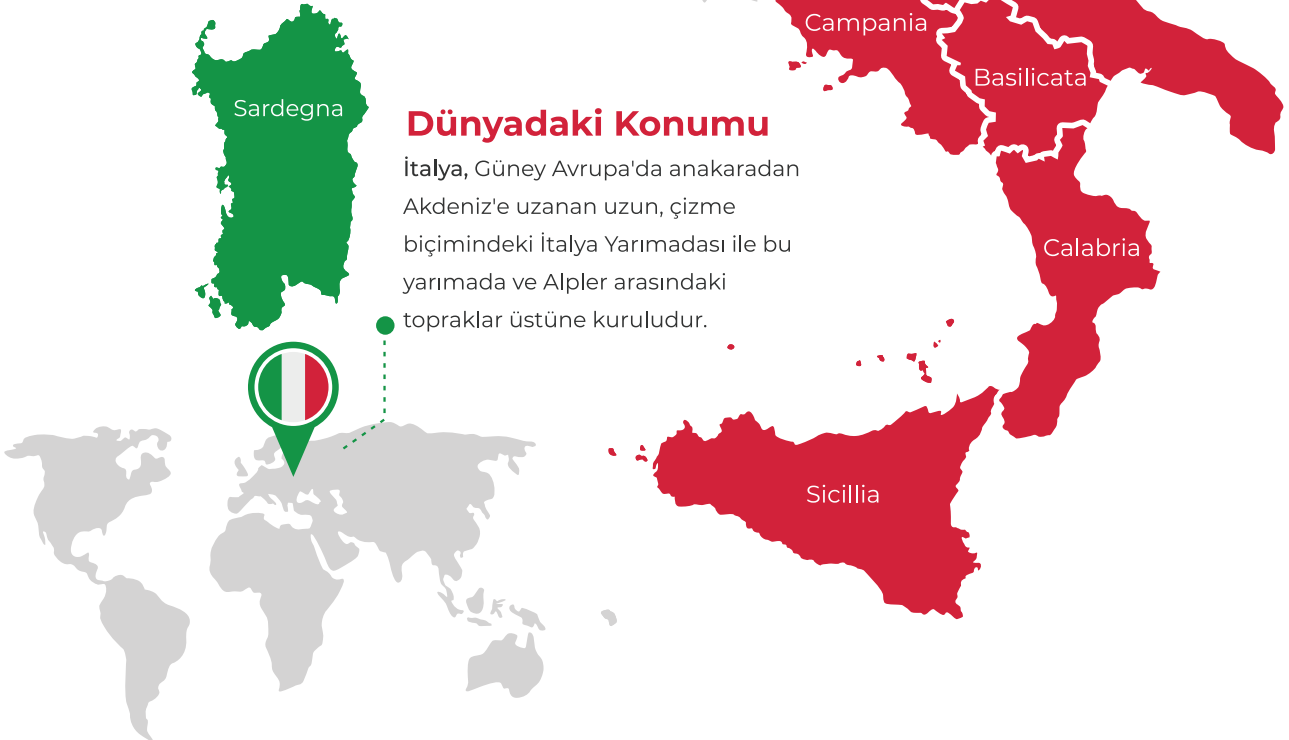 Campania
Basilicata
Sardegna
Dünyadaki Konumu
İtalya, Güney Avrupa'da anakaradan
Akdeniz'e uzanan uzun, çizme
biçimindeki İtalya Yarımadası ile bu
yarımada ve Alpler arasındaki
topraklar üstüne kuruludur.
Calabria
Sicillia